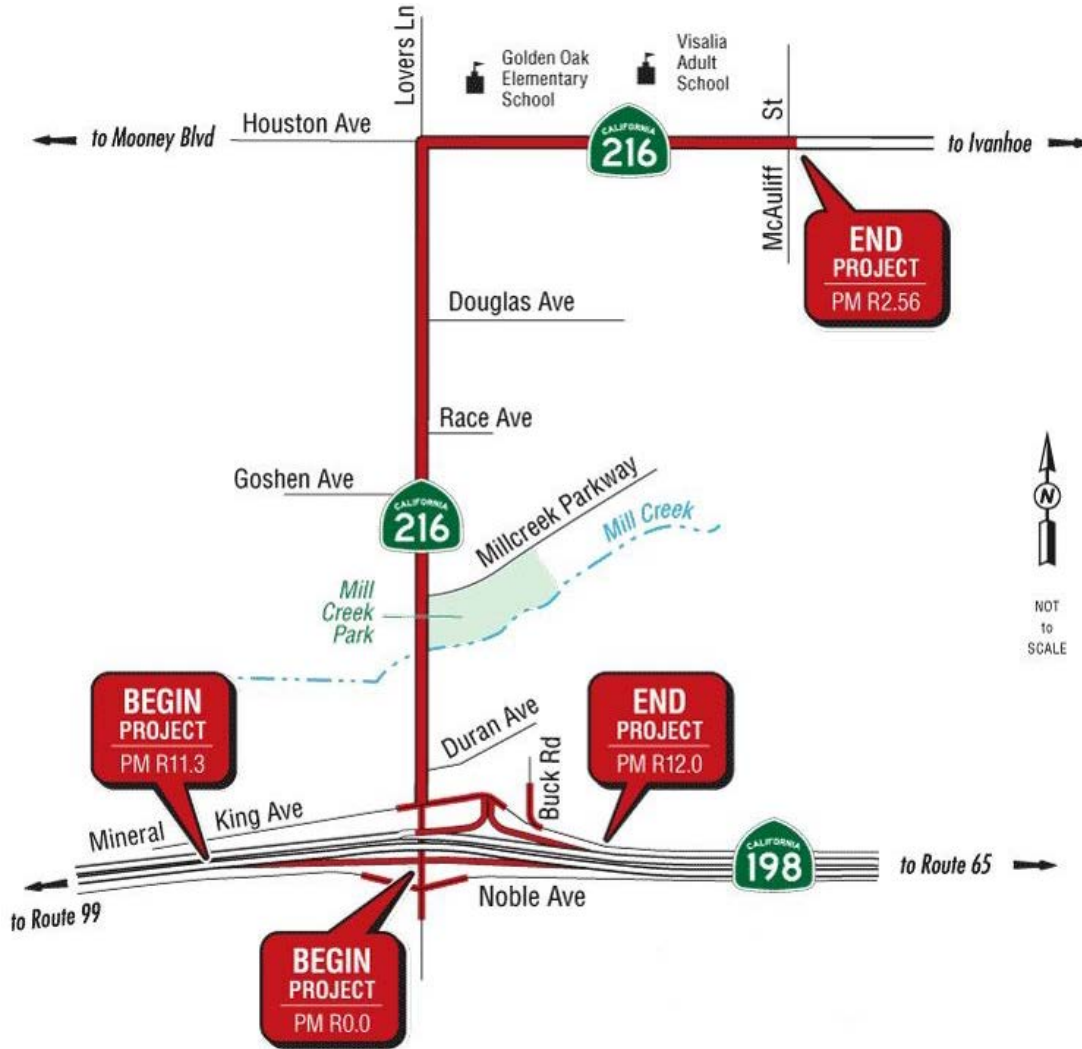 Lovers Ln
Golden Oak
Elementary
School
Visalia
Adult
School
St
to Mooney Blvd
Houston Ave
CALIFORNIA
216
to Ivanhoe
McAuliff
END
PROJECT
PM R2.56
Douglas Ave
Race Ave
Goshen Ave
CALIFORNIA
216
Millcreek Parkway
Mill Creek
N
Mill
Creek
Park
NOT
to
SCALE
BEGIN
PROJECT
PM R11.3
Duran Ave
END
PROJECT
PM R12.0
Buck Rd
Mineral King Ave
CALIFORNIA
198
to Route 65
to Route 99
Noble Ave
BEGIN
PROJECT
PM R0.0